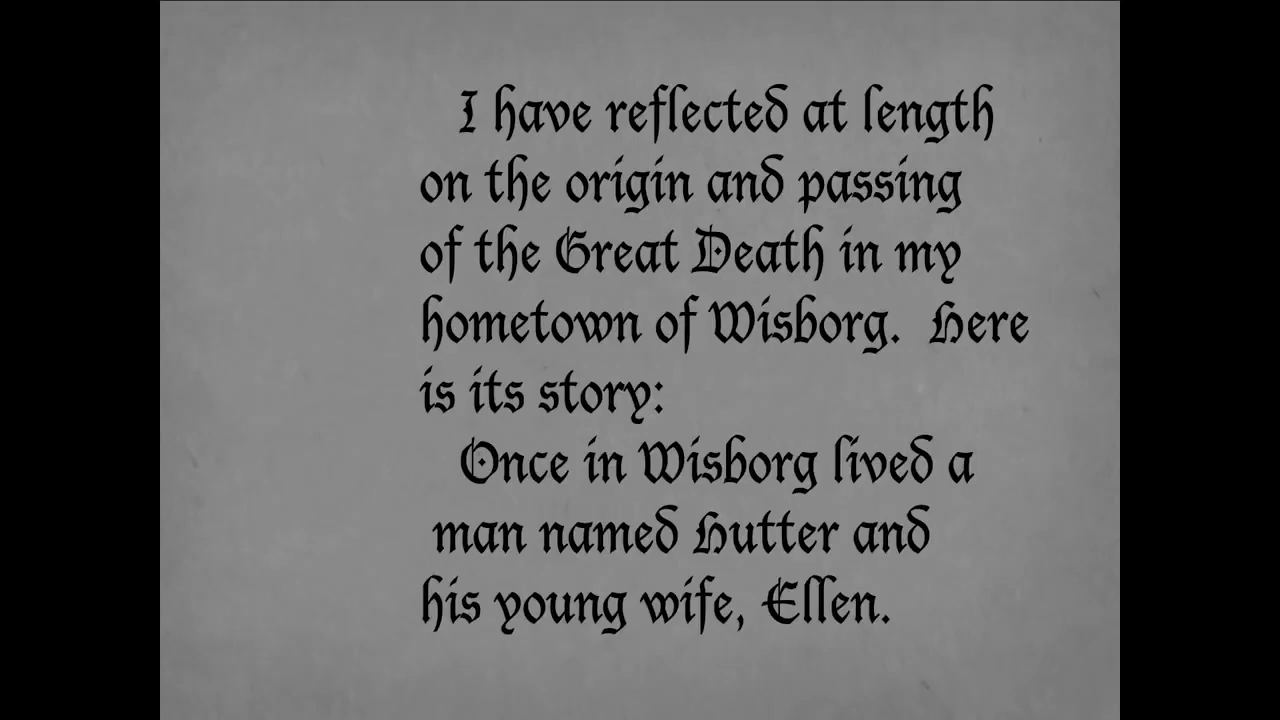 I have reflected at length
on the origin and passing
of the Great Death in my
hometown of Wisborg. Here
is its story:
Once in Wisborg lived a
man named Hutter and
his young wife, Ellen.